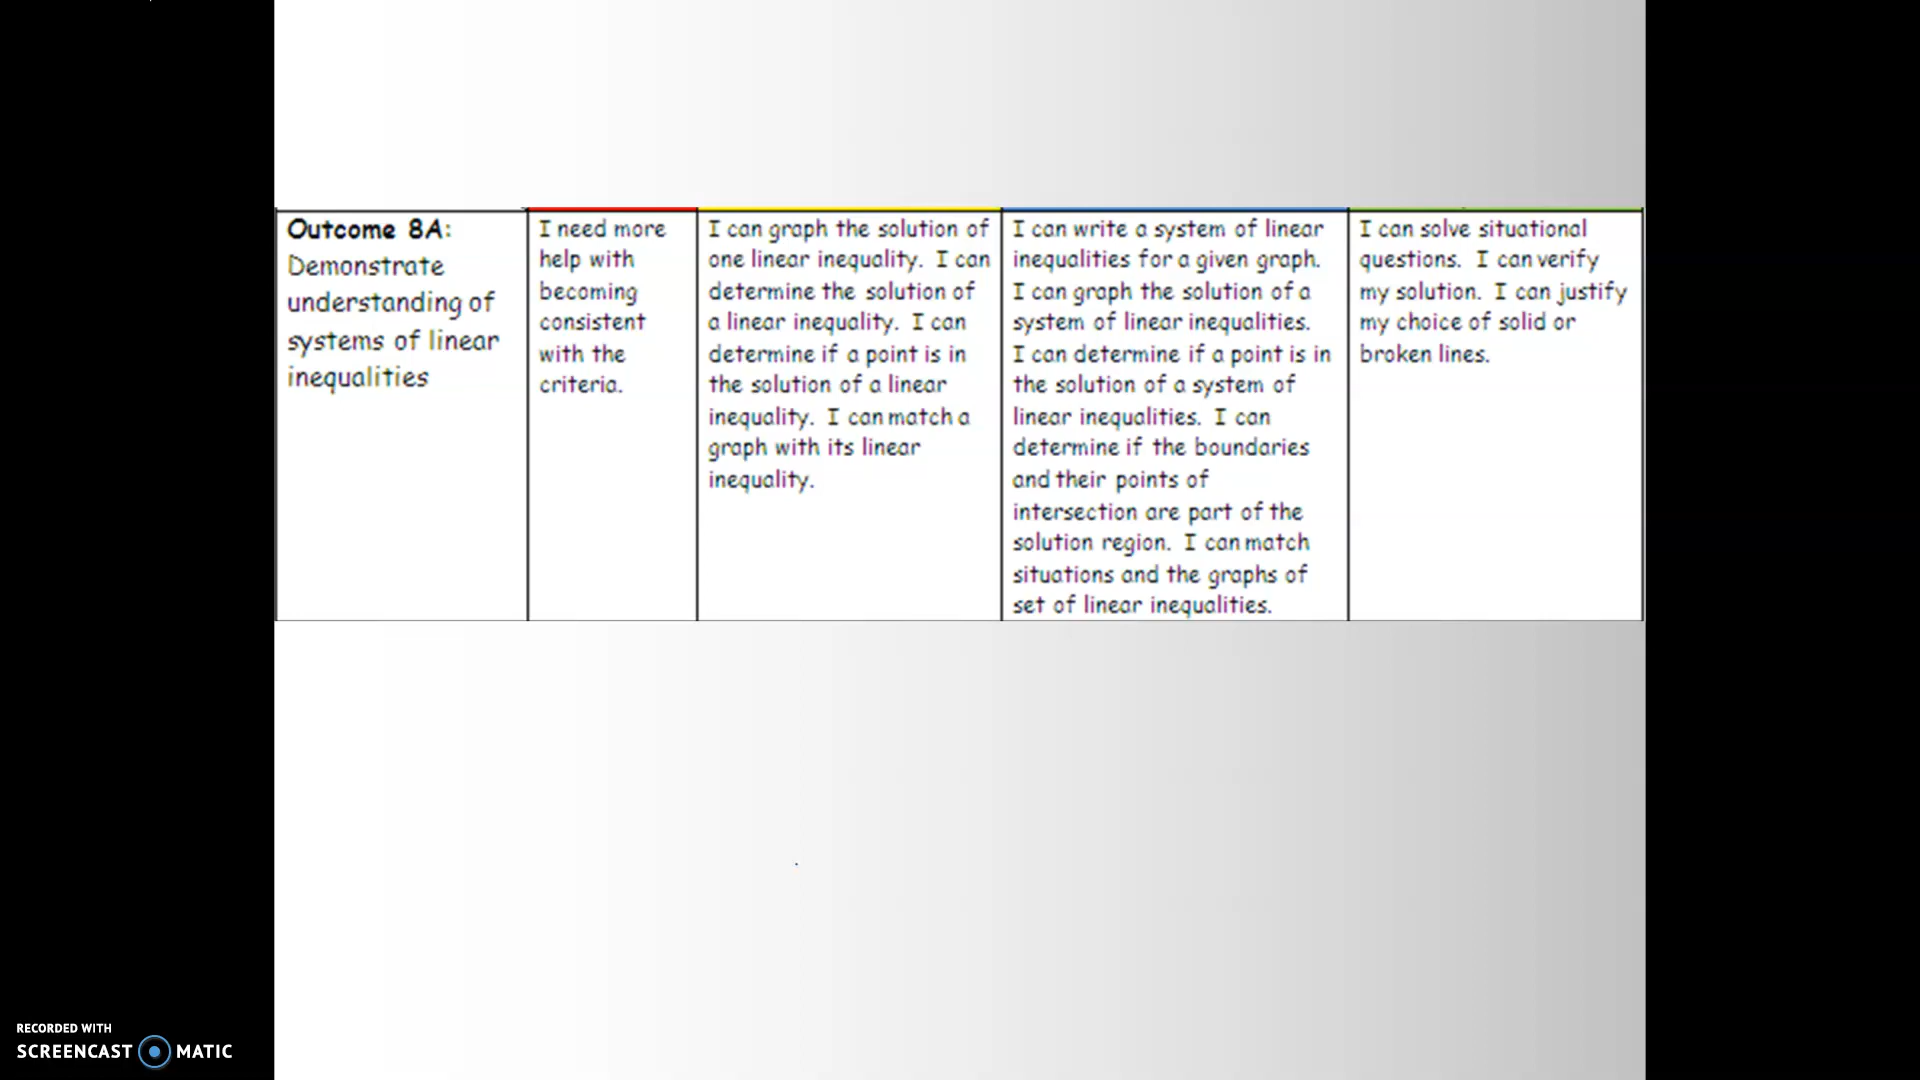 Outcome 8A:
Demonstrate
understanding of
systems of linear
inequalities
I need more
help with
becoming
consistent
with the
criteria.
I can graph the solution of
one linear inequality. I can
determine the solution of
a linear inequality. I can
determine if a point is in
the solution of a linear
inequality. I can match a
graph with its linear
inequality.
I can write a system of linear
inequalities for a given graph.
I can graph the solution of a
system of linear inequalities.
I can determine if a point is in
the solution of a system of
linear inequalities. I can
determine if the boundaries
and their points of
intersection are part of the
solution region. I can match
situations and the graphs of
set of linear inequalities.
I can solve situational
questions. I can verify
my solution. I can justify
my choice of solid or
broken lines.
RECORDED WITH
SCREENCAST MATIC